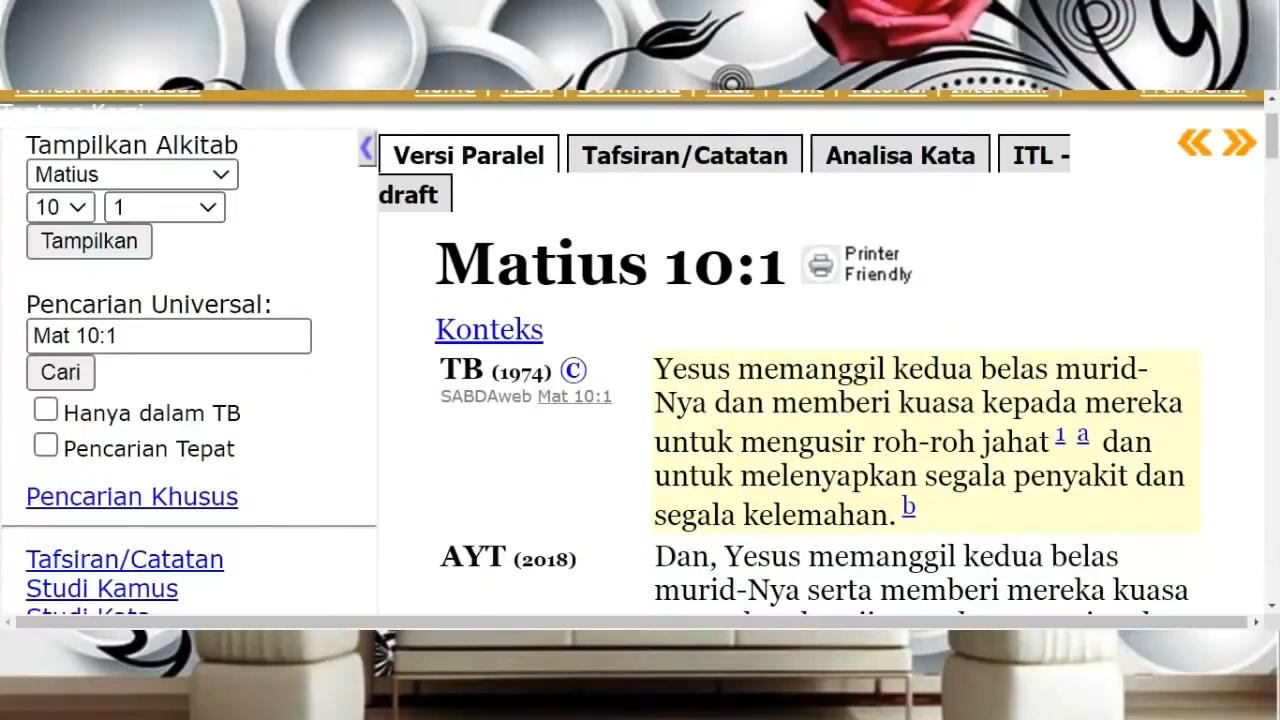 Tampilkan Alkitab
Matius
10 1
Tampilkan
Pencarian Universal:
Mat 10:1
Cari
Hanya dalam TB
Pencarian Tepat
Pencarian Khusus
Tafsiran/Catatan
Studi Kamus
Versi Paralel
Tafsiran/Catatan
Analisa Kata
ITL -
draft
Matius 10:1
Printer
Friendly
Konteks
TB (1974) ©
SABDAweb Mat 10:1
Yesus memanggil kedua belas murid-
Nya dan memberi kuasa kepada mereka
untuk mengusir roh-roh jahat 1 a dan
untuk melenyapkan segala penyakit dan
segala kelemahan. b
AYT (2018)
Dan, Yesus memanggil kedua belas
murid-Nya serta memberi mereka kuasa